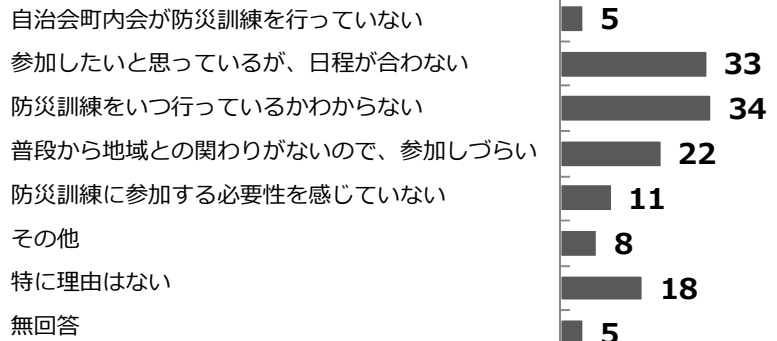 自治会町内会が防災訓練を行っていない 5
参加したいと思っているが、日程が合わない 33
防災訓練をいつ行っているかわからない 34
普段から地域との関わりがないので、参加しづらい 22
防災訓練に参加する必要性を感じていない 11
その他 8
特に理由はない 18
無回答 5